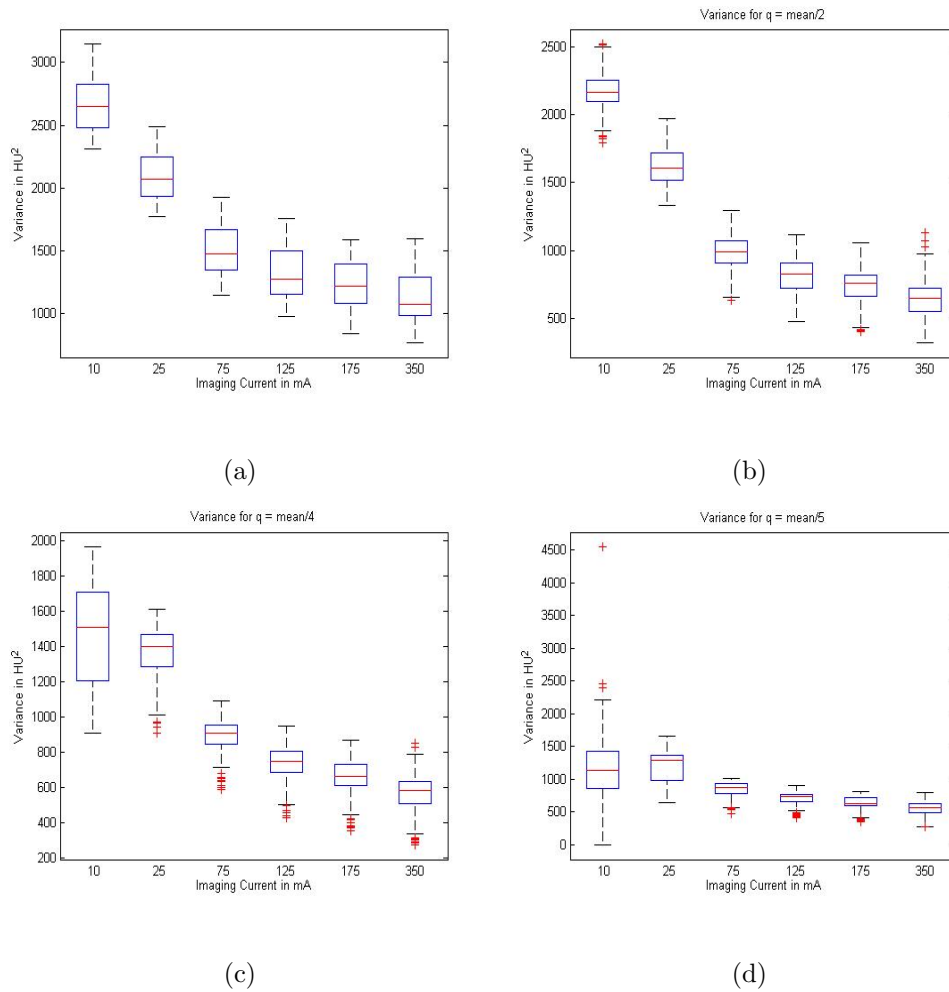 3000
2500
2000
1500
1000
Variance in HU²
10 25 75 125 175 350
Imaging Current in mA
(a)
Variance for q = mean/2
2500
2000
1500
1000
500
Variance in HU²
10 25 75 125 175 350
Imaging Current in mA
(b)
Variance for q = mean/4
2000
1800
1600
1400
1200
1000
800
600
400
200
Variance in HU²
10 25 75 125 175 350
Imaging Current in mA
(c)
Variance for q = mean/5
4500
4000
3500
3000
2500
2000
1500
1000
500
0
Variance in HU²
10 25 75 125 175 350
Imaging Current in mA
(d)